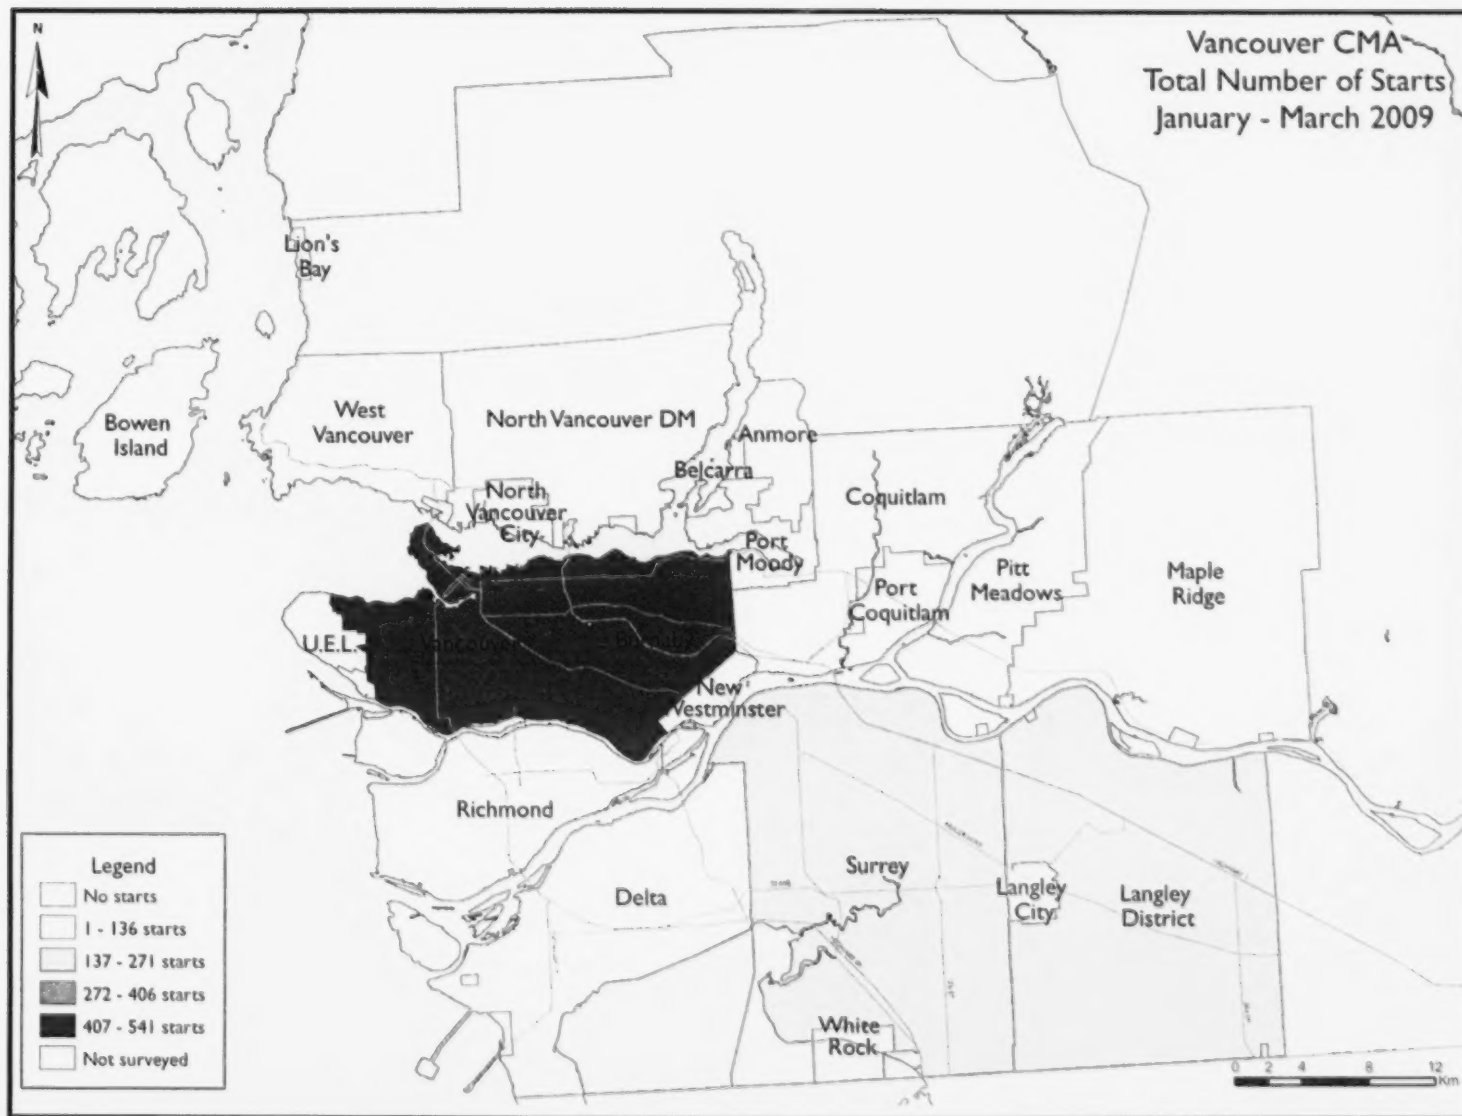 N
Vancouver CMA
Total Number of Starts
January - March 2009
Lion's
Bay
Bowen
Island
West
Vancouver
North Vancouver DM
Anmore
Belcarra
North
Vancouver
City
Coquitlam
Port
Moody
Port
Coquitlam
Pitt
Meadows
Maple
Ridge
U.E.L.
Vancouver
Burnaby
New
Westminster
Richmond
Delta
Surrey
Langley
City
Langley
District
White
Rock
Legend
No starts
1 - 136 starts
137 - 271 starts
272 - 406 starts
407 - 541 starts
Not surveyed
0 2 4 8 12
Km